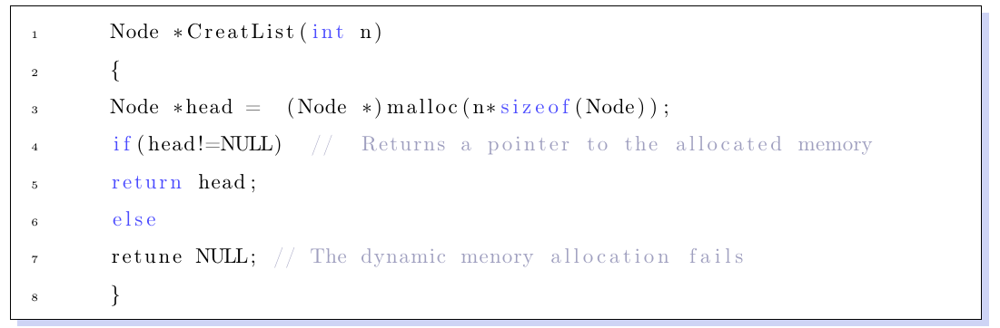 1 Node *CreatList(int n)
2 {
3 Node *head = (Node *)malloc(n*sizeof(Node));
4 if(head!=NULL) // Returns a pointer to the allocated memory
5 return head;
6 else
7 retune NULL; // The dynamic menory allocation fails
8 }